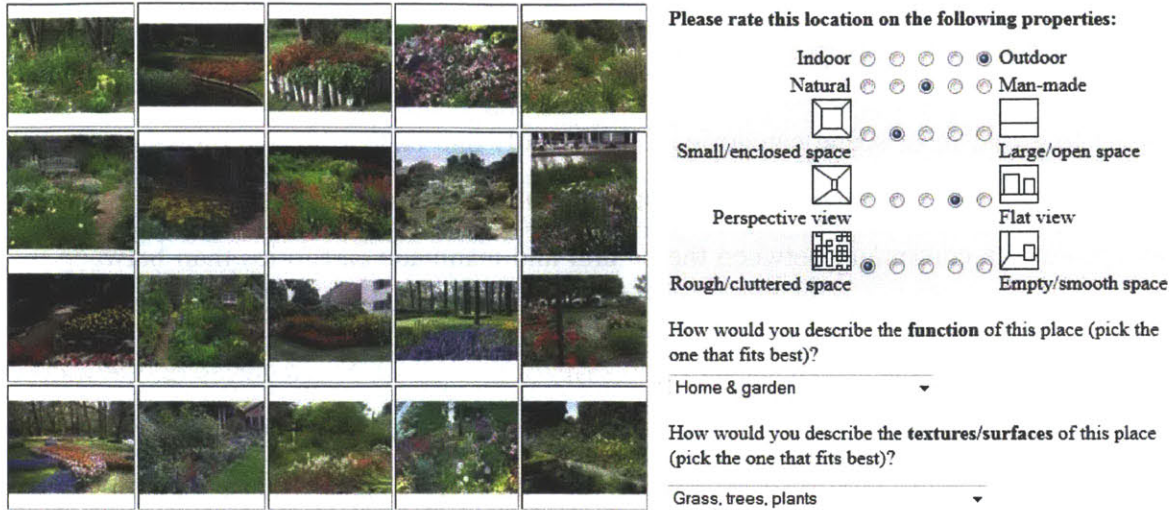 Please rate this location on the following properties:
Indoor Outdoor
Natural Man-made
Small/enclosed space Large/open space
Perspective view Flat view
Rough/cluttered space Empty/smooth space
How would you describe the function of this place (pick the
one that fits best)?
Home & garden
How would you describe the textures/surfaces of this place
(pick the one that fits best)?
Grass, trees, plants